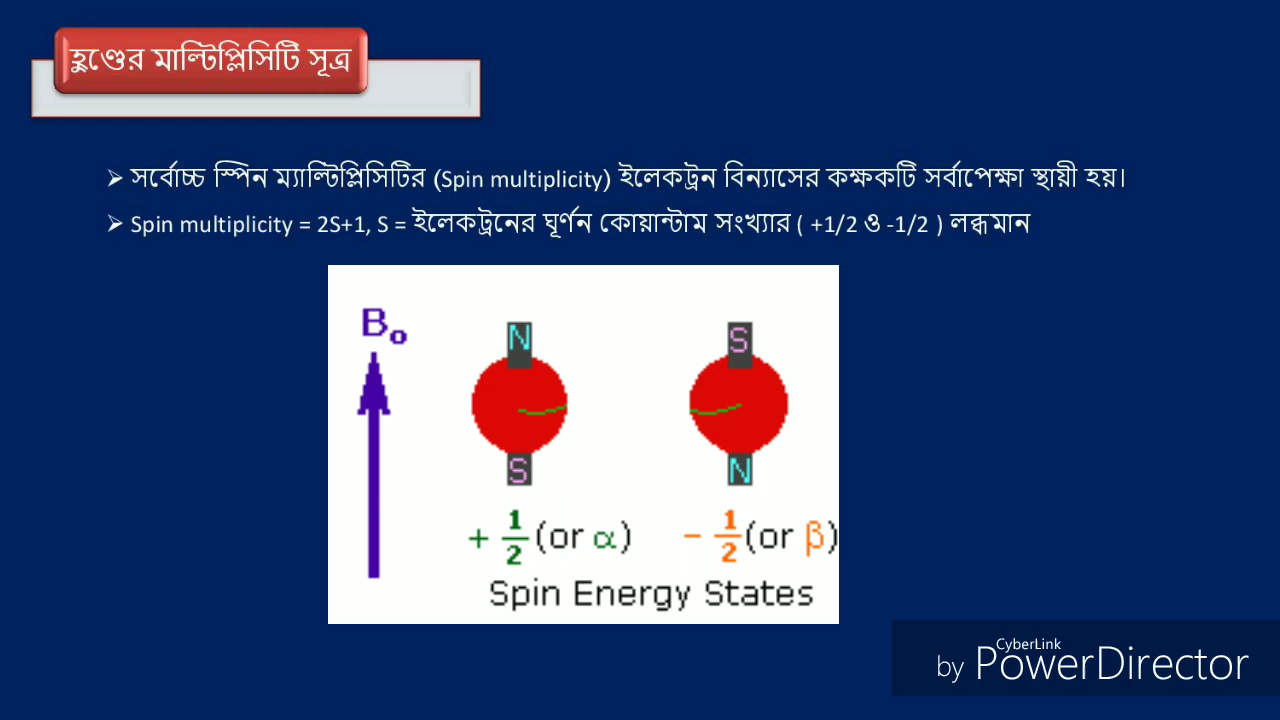 হুণ্ডের মাল্টিপ্লিসিটি সূত্র
➢ সর্বোচ্চ স্পিন ম্যাল্টিপ্লিসিটির (Spin multiplicity) ইলেকট্রন বিন্যাসের কক্ষকটি সর্বাপেক্ষা স্থায়ী হয়।
➢ Spin multiplicity = 2S+1, S = ইলেকট্রনের ঘূর্ণন কোয়ান্টাম সংখ্যার ( +1/2 ও -1/2 ) লব্ধমান
B₀
N S
S N
+ 1/2 (or α) - 1/2 (or β)
Spin Energy States
by CyberLink PowerDirector